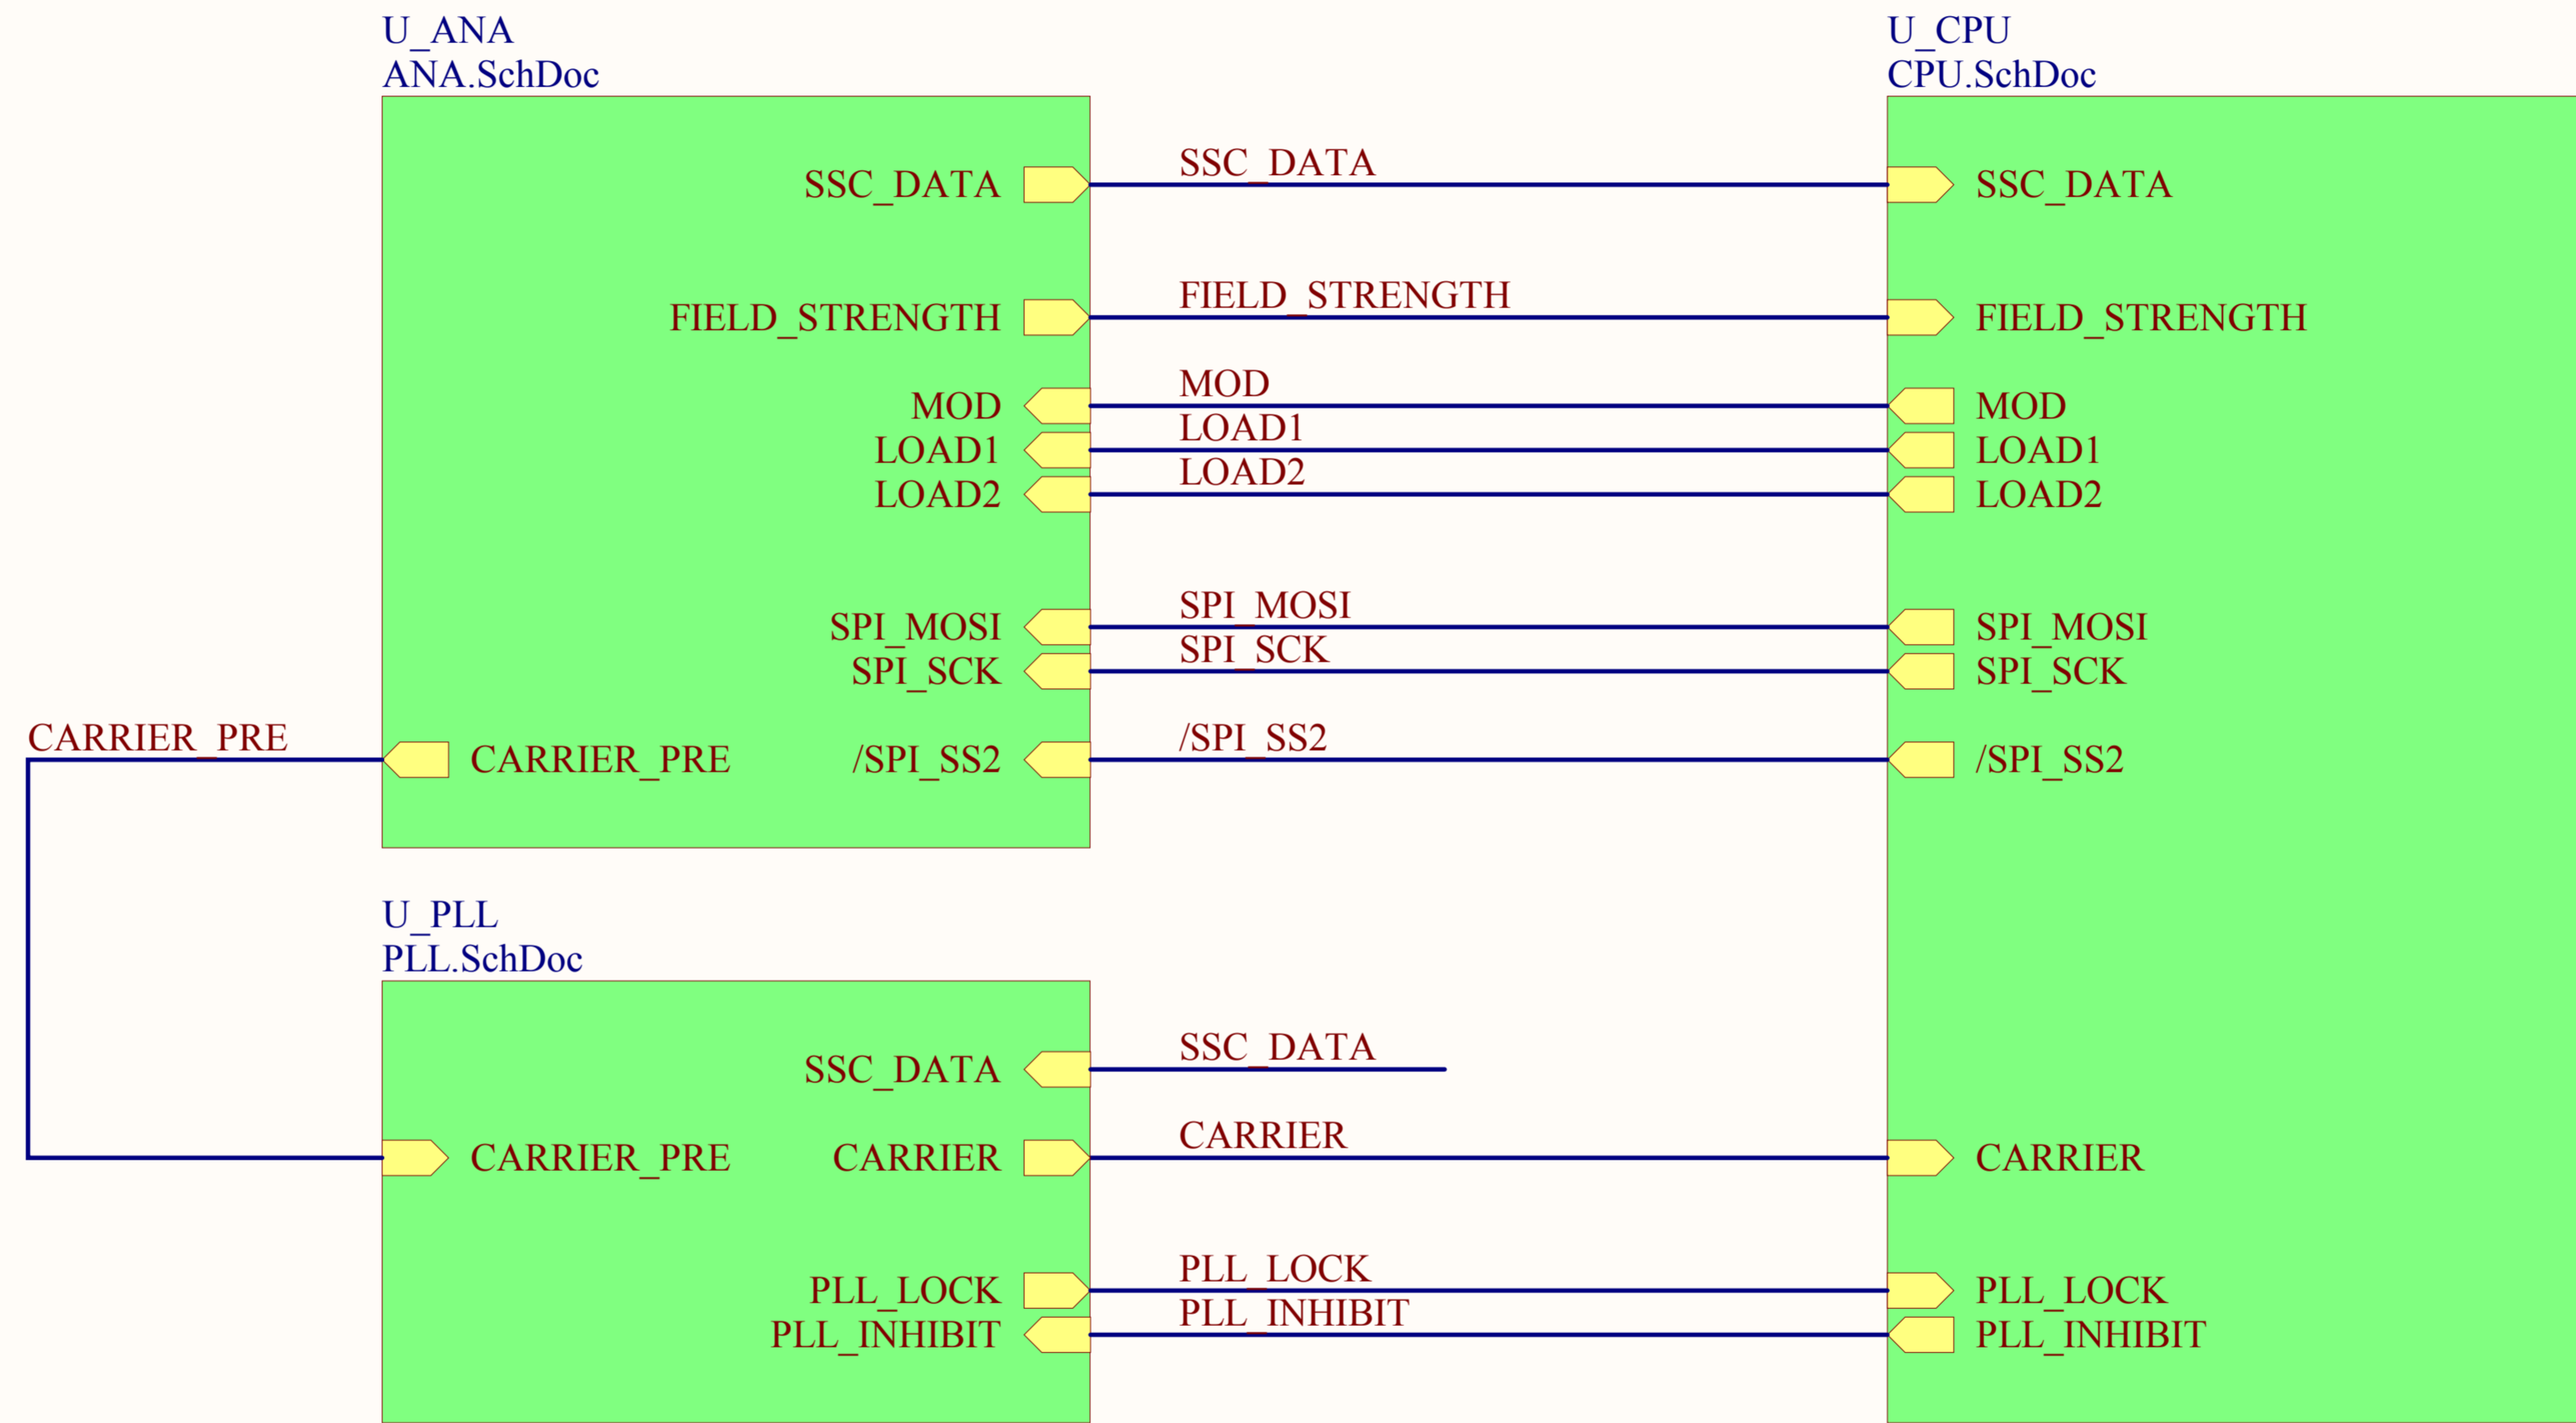 U_ANA
ANA.SchDoc
U_CPU
CPU.SchDoc
SSC_DATA
SSC_DATA
SSC_DATA
FIELD_STRENGTH
FIELD_STRENGTH
FIELD_STRENGTH
MOD
MOD
MOD
LOAD1
LOAD1
LOAD1
LOAD2
LOAD2
LOAD2
SPI_MOSI
SPI_MOSI
SPI_MOSI
SPI_SCK
SPI_SCK
SPI_SCK
CARRIER_PRE
CARRIER_PRE
/SPI_SS2
/SPI_SS2
/SPI_SS2
U_PLL
PLL.SchDoc
SSC_DATA
SSC_DATA
CARRIER_PRE
CARRIER
CARRIER
CARRIER
PLL_LOCK
PLL_LOCK
PLL_LOCK
PLL_INHIBIT
PLL_INHIBIT
PLL_INHIBIT